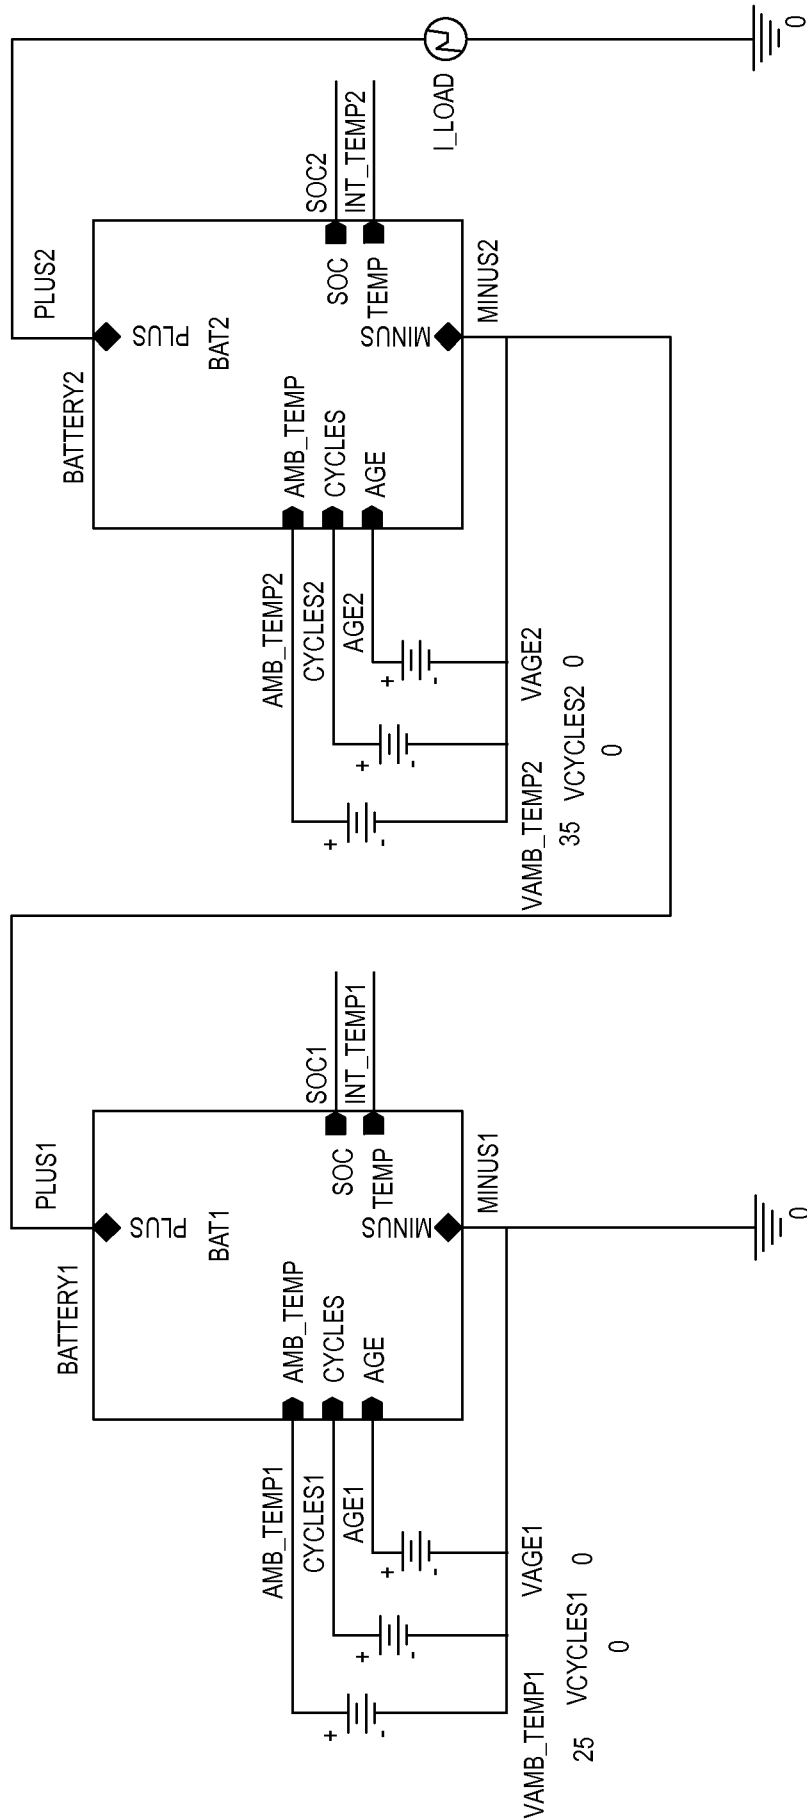 BATTERY1
PLUS1
PLUS
BAT1
AMB_TEMP1
AMB_TEMP
CYCLES1
CYCLES
AGE1
AGE
SOC
SOC1
TEMP
INT_TEMP1
MINUS
MINUS1
+
-
+
-
+
-
VAMB_TEMP1
25
VCYCLES1
0
VAGE1
0
0
BATTERY2
PLUS2
PLUS
BAT2
AMB_TEMP2
AMB_TEMP
CYCLES2
CYCLES
AGE2
AGE
SOC
SOC2
TEMP
INT_TEMP2
MINUS
MINUS2
+
-
+
-
+
-
VAMB_TEMP2
35
VCYCLES2
0
VAGE2
0
I_LOAD
0